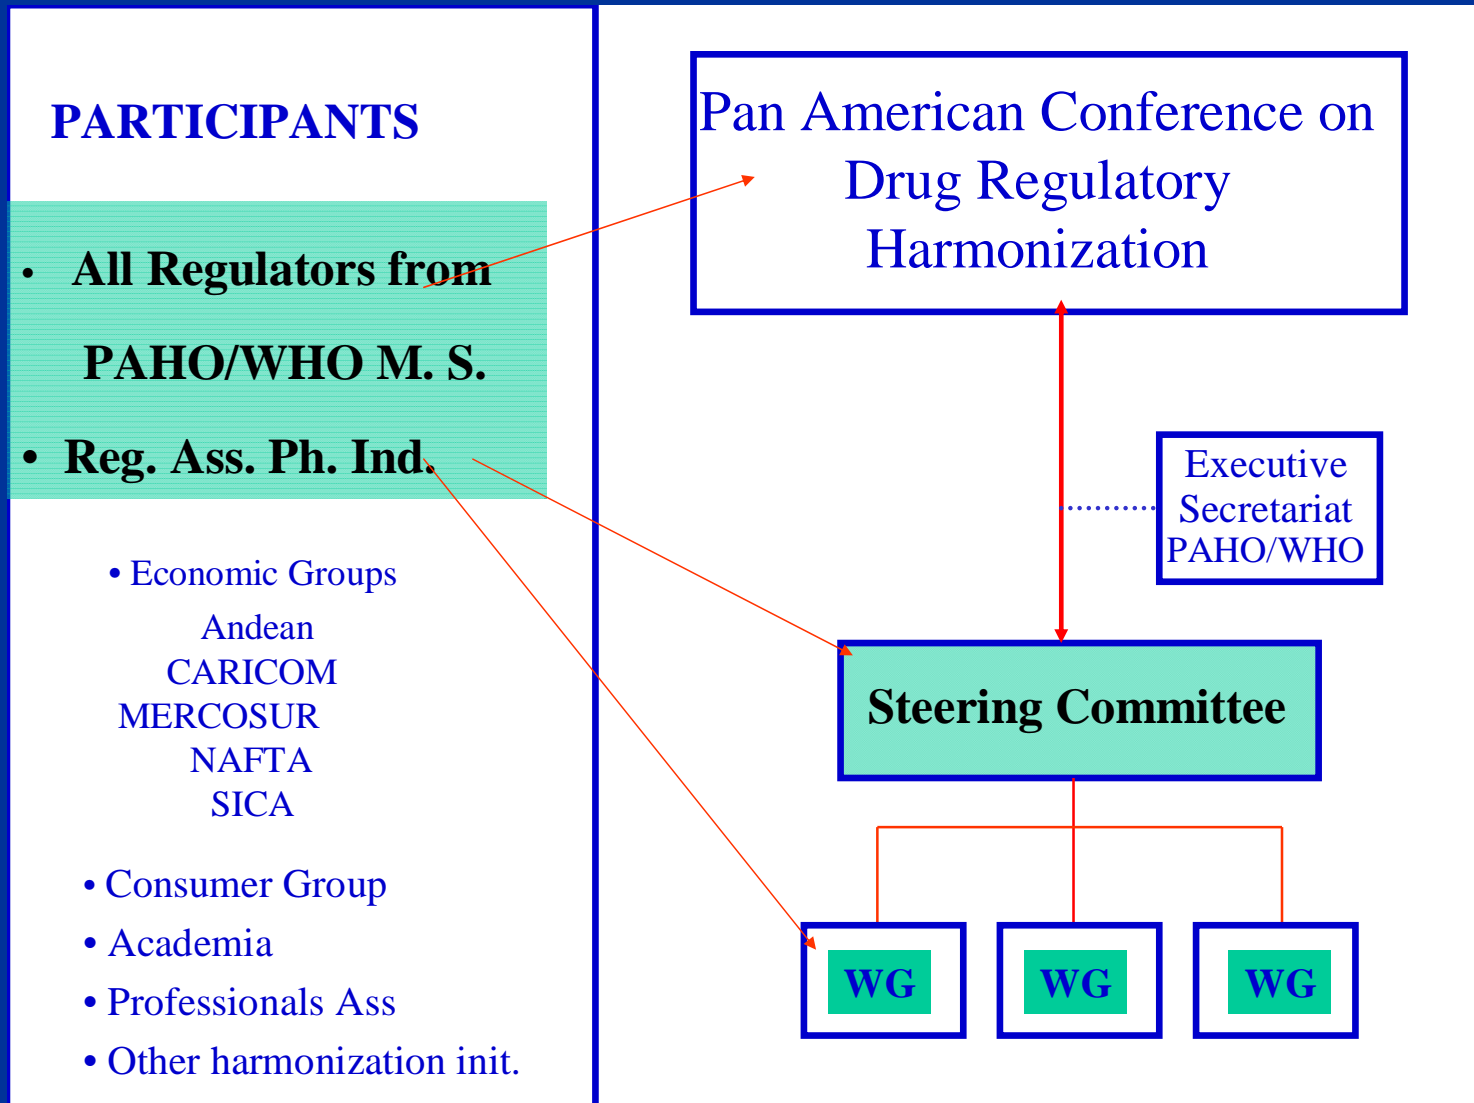 PARTICIPANTS
• All Regulators from
PAHO/WHO M. S.
• Reg. Ass. Ph. Ind.
• Economic Groups
Andean
CARICOM
MERCOSUR
NAFTA
SICA
• Consumer Group
• Academia
• Professionals Ass
• Other harmonization init.
Pan American Conference on
Drug Regulatory
Harmonization
Executive
Secretariat
PAHO/WHO
Steering Committee
WG
WG
WG